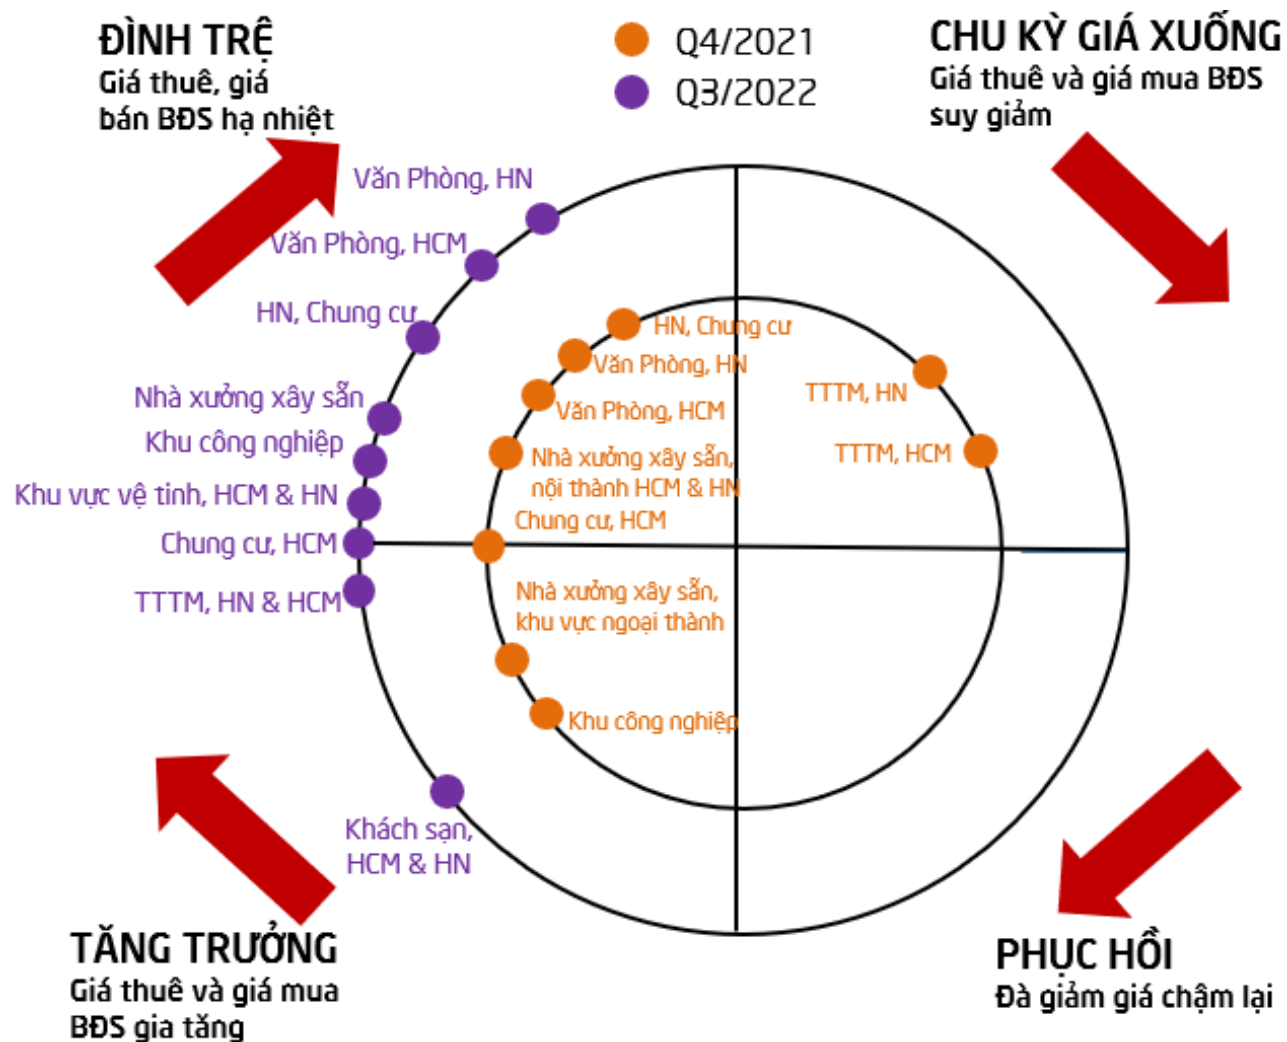 ĐÌNH TRỆ
Giá thuê, giá
bán BĐS hạ nhiệt
Q4/2021
Q3/2022
CHU KỲ GIÁ XUỐNG
Giá thuê và giá mua BĐS
suy giảm
Văn Phòng, HN
Văn Phòng, HCM
HN, Chung cư
Nhà xưởng xây sẵn
Khu công nghiệp
Khu vực vệ tinh, HCM & HN
Chung cư, HCM
TTTM, HN & HCM
Khách sạn,
HCM & HN
HN, Chung cư
Văn Phòng, HN
Văn Phòng, HCM
Nhà xưởng xây sẵn,
nội thành HCM & HN
Chung cư, HCM
Nhà xưởng xây sẵn,
khu vực ngoại thành
Khu công nghiệp
TTTM, HN
TTTM, HCM
TĂNG TRƯỞNG
Giá thuê và giá mua
BĐS gia tăng
PHỤC HỒI
Đà giảm giá chậm lại